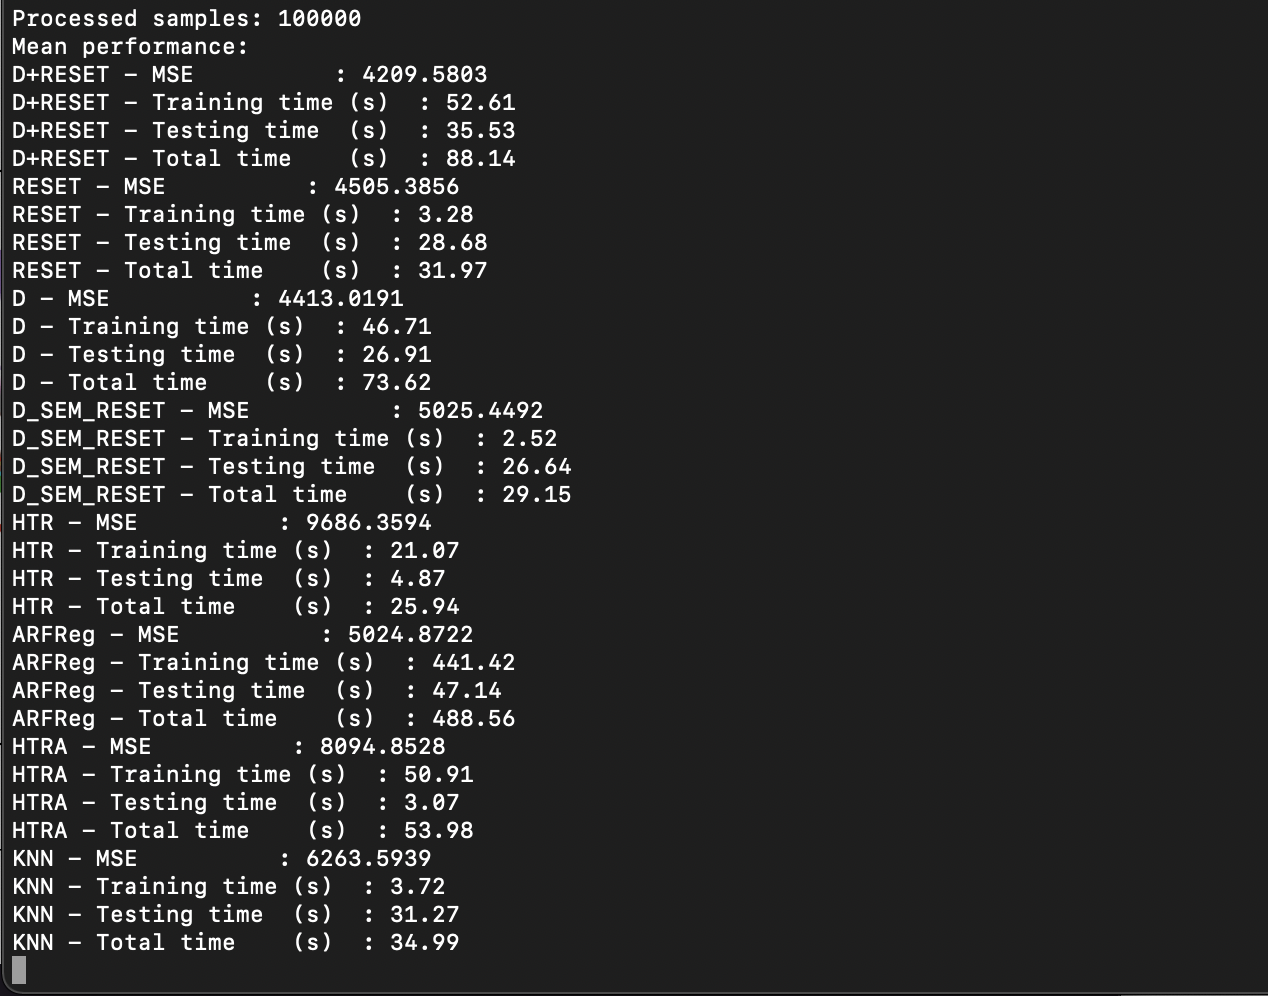 Processed samples: 100000
Mean performance:
D+RESET - MSE          : 4209.5803
D+RESET - Training time (s)  : 52.61
D+RESET - Testing time  (s)  : 35.53
D+RESET - Total time    (s)  : 88.14
RESET - MSE          : 4505.3856
RESET - Training time (s)  : 3.28
RESET - Testing time  (s)  : 28.68
RESET - Total time    (s)  : 31.97
D - MSE          : 4413.0191
D - Training time (s)  : 46.71
D - Testing time  (s)  : 26.91
D - Total time    (s)  : 73.62
D_SEM_RESET - MSE          : 5025.4492
D_SEM_RESET - Training time (s)  : 2.52
D_SEM_RESET - Testing time  (s)  : 26.64
D_SEM_RESET - Total time    (s)  : 29.15
HTR - MSE          : 9686.3594
HTR - Training time (s)  : 21.07
HTR - Testing time  (s)  : 4.87
HTR - Total time    (s)  : 25.94
ARFReg - MSE          : 5024.8722
ARFReg - Training time (s)  : 441.42
ARFReg - Testing time  (s)  : 47.14
ARFReg - Total time    (s)  : 488.56
HTRA - MSE          : 8094.8528
HTRA - Training time (s)  : 50.91
HTRA - Testing time  (s)  : 3.07
HTRA - Total time    (s)  : 53.98
KNN - MSE          : 6263.5939
KNN - Training time (s)  : 3.72
KNN - Testing time  (s)  : 31.27
KNN - Total time    (s)  : 34.99